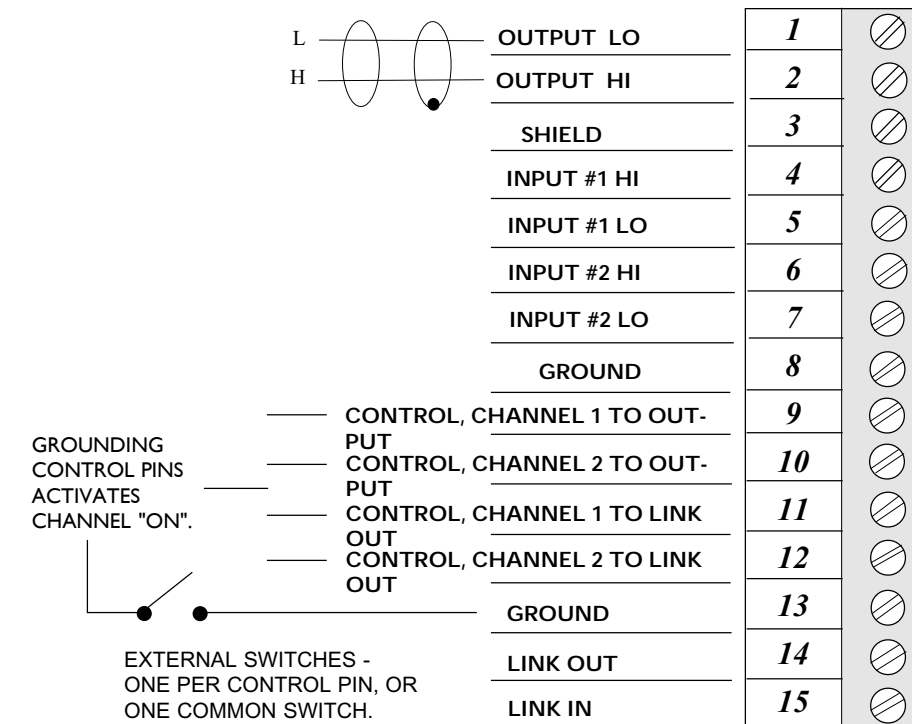 L
OUTPUT LO
1
H
OUTPUT HI
2
SHIELD
3
INPUT #1 HI
4
INPUT #1 LO
5
INPUT #2 HI
6
INPUT #2 LO
7
GROUND
8
CONTROL, CHANNEL 1 TO OUT-
PUT
9
CONTROL, CHANNEL 2 TO OUT-
PUT
10
CONTROL, CHANNEL 1 TO LINK
OUT
11
CONTROL, CHANNEL 2 TO LINK
OUT
12
GROUNDING
CONTROL PINS
ACTIVATES
CHANNEL "ON".
GROUND
13
LINK OUT
14
LINK IN
15
EXTERNAL SWITCHES -
ONE PER CONTROL PIN, OR
ONE COMMON SWITCH.